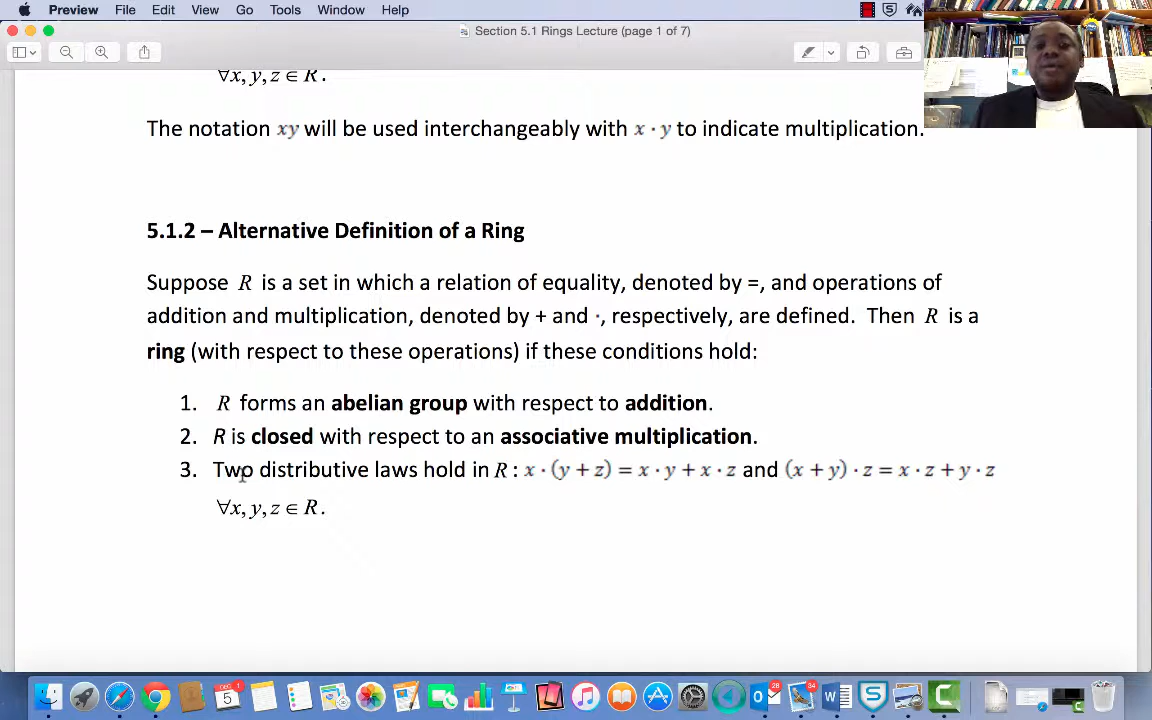 Preview File Edit View Go Tools Window Help
Section 5.1 Rings Lecture (page 1 of 7)
∀x, y, z ∈ R.
The notation xy will be used interchangeably with x · y to indicate multiplication.
5.1.2 – Alternative Definition of a Ring
Suppose R is a set in which a relation of equality, denoted by =, and operations of
addition and multiplication, denoted by + and ·, respectively, are defined. Then R is a
ring (with respect to these operations) if these conditions hold:
1. R forms an abelian group with respect to addition.
2. R is closed with respect to an associative multiplication.
3. Two distributive laws hold in R: x · (y + z) = x · y + x · z and (x + y) · z = x · z + y · z
∀x, y, z ∈ R.